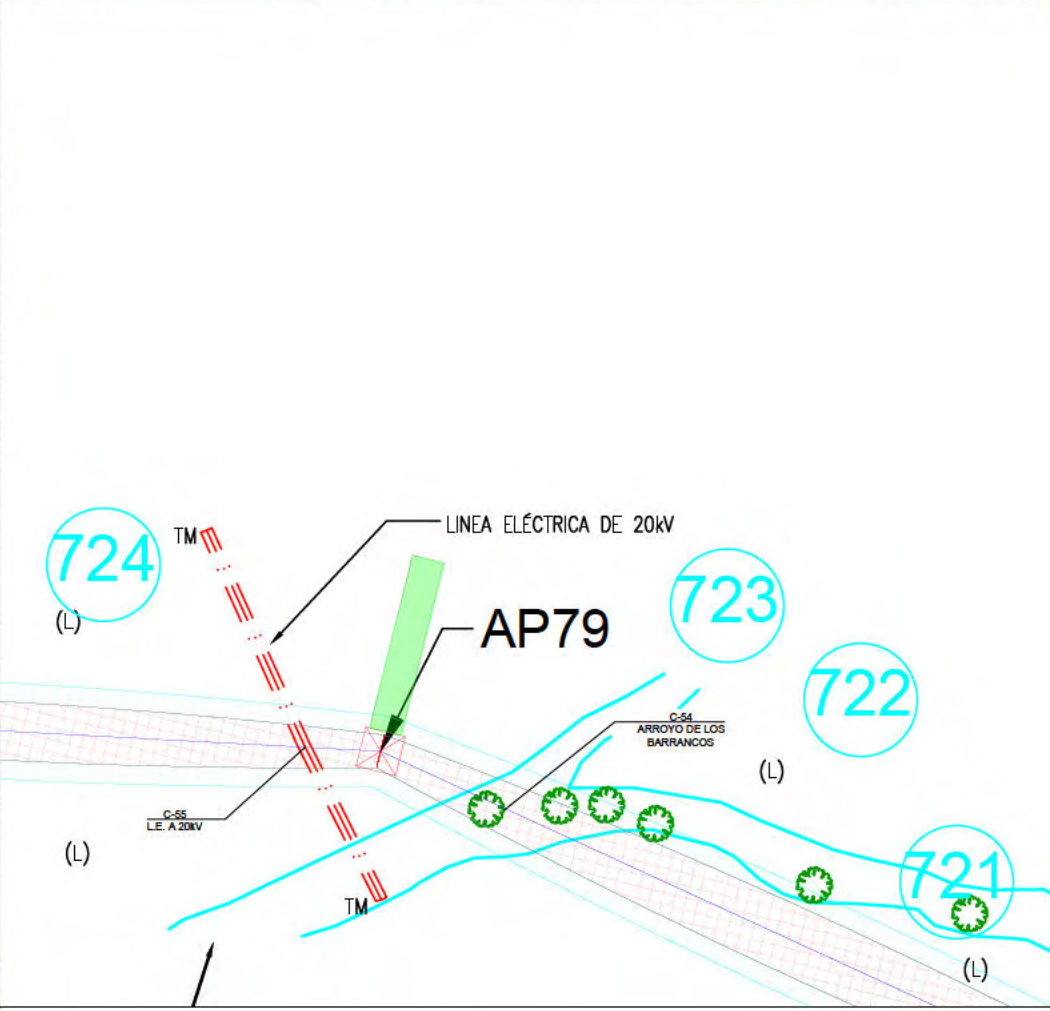 TM
LINEA ELÉCTRICA DE 20kV
724
(L)
AP79
723
722
C-54
ARROYO DE LOS
BARRANCOS
(L)
C-55
L.E. A 20kV
(L)
721
TM
(L)